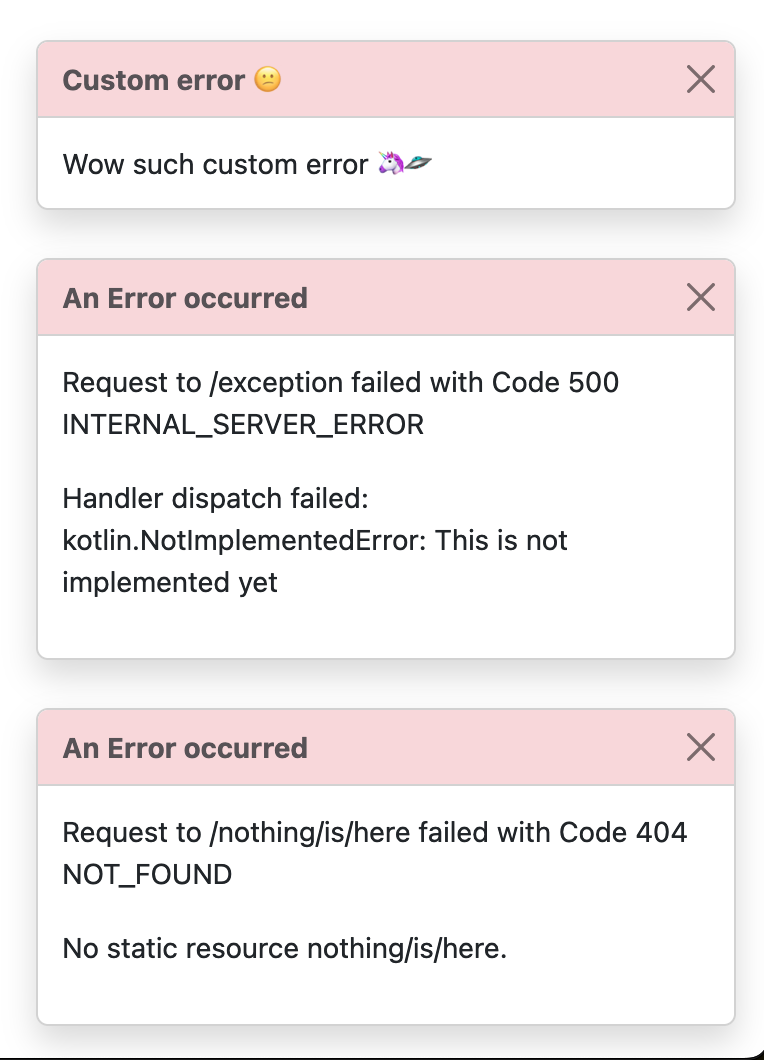 Custom error 😕
Wow such custom error 🦄🛸
An Error occurred
Request to /exception failed with Code 500
INTERNAL_SERVER_ERROR
Handler dispatch failed:
kotlin.NotImplementedError: This is not
implemented yet
An Error occurred
Request to /nothing/is/here failed with Code 404
NOT_FOUND
No static resource nothing/is/here.